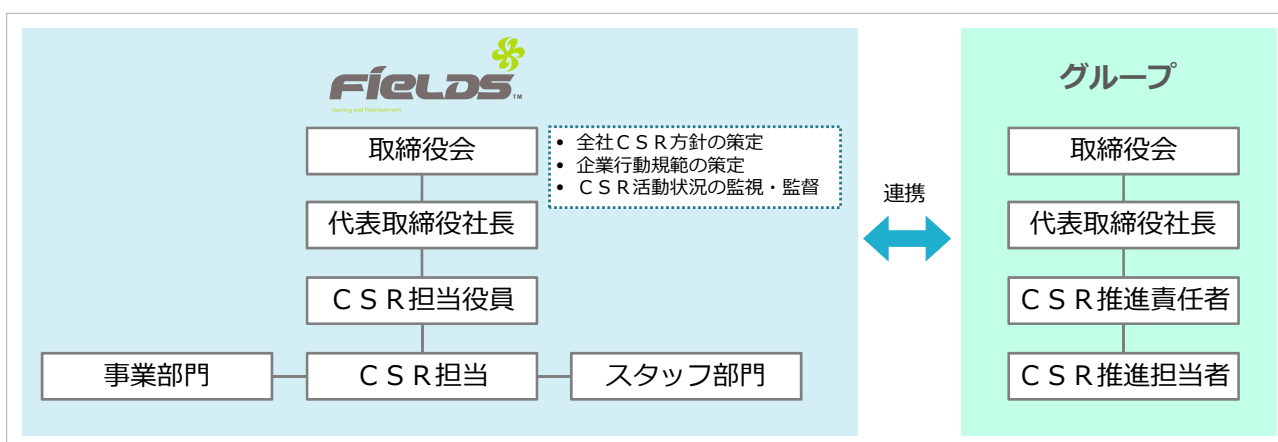 FIELDS TM
取締役会
・ 全社ＣＳＲ方針の策定
・ 企業行動規範の策定
・ ＣＳＲ活動状況の監視・監督
代表取締役社長
ＣＳＲ担当役員
事業部門
ＣＳＲ担当
スタッフ部門
連携
グループ
取締役会
代表取締役社長
ＣＳＲ推進責任者
ＣＳＲ推進担当者